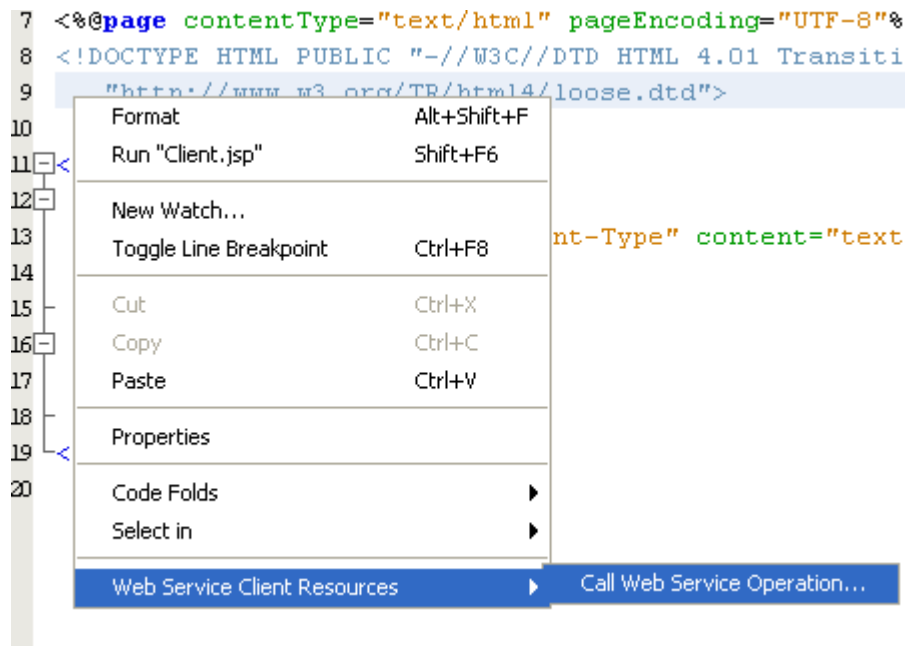 7 <%@page contentType="text/html" pageEncoding="UTF-8"%
8 <!DOCTYPE HTML PUBLIC "-//W3C//DTD HTML 4.01 Transiti
9 "http://www.w3.org/TR/html4/loose.dtd">
Format Alt+Shift+F
10
Run "Client.jsp" Shift+F6
11 <
12
New Watch...
13 nt-Type" content="text
Toggle Line Breakpoint Ctrl+F8
14
15 Cut Ctrl+X
16 Copy Ctrl+C
17 Paste Ctrl+V
18
Properties
19 <
20 Code Folds
Select in
Web Service Client Resources Call Web Service Operation...